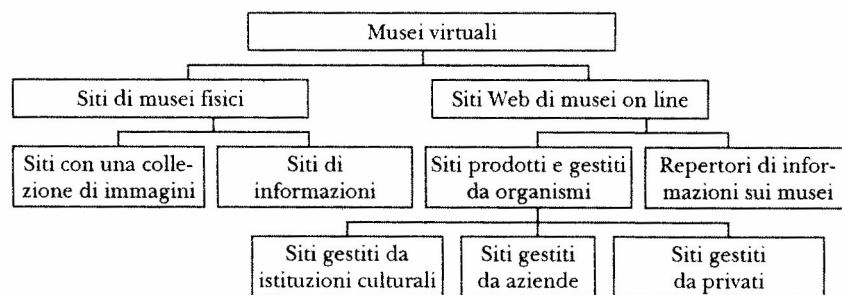 Musei virtuali
Siti di musei fisici
Siti Web di musei on line
Siti con una colle-
zione di immagini
Siti di
informazioni
Siti prodotti e gestiti
da organismi
Repertori di infor-
mazioni sui musei
Siti gestiti da
istituzioni culturali
Siti gestiti
da aziende
Siti gestiti
da privati